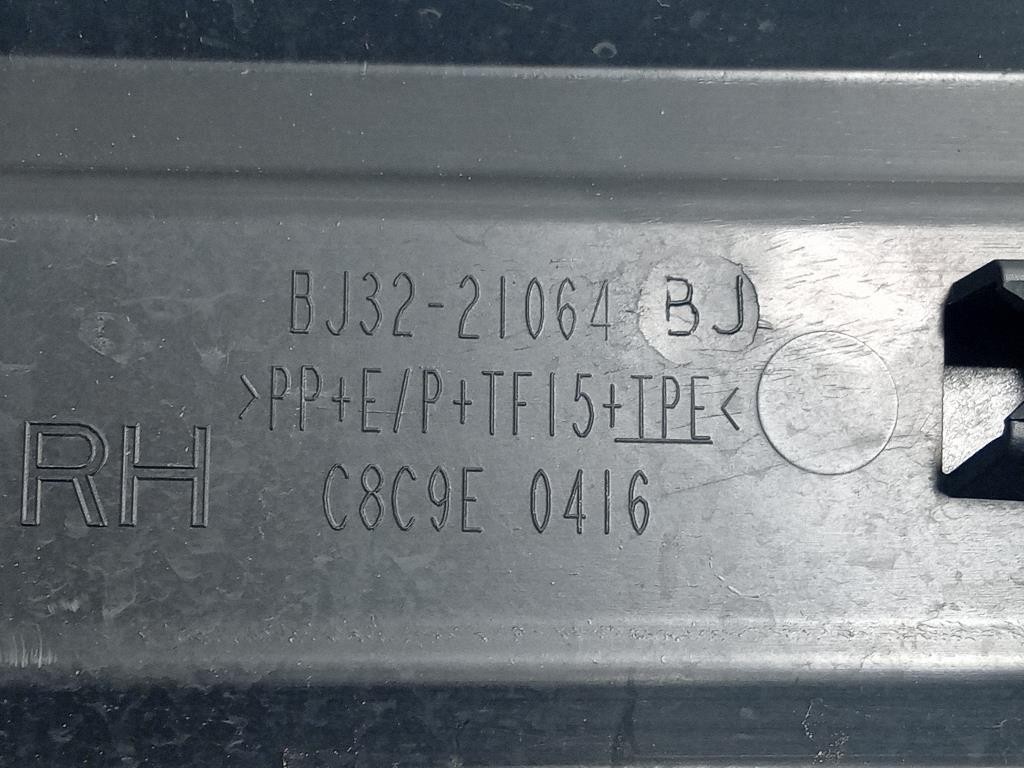 BJ32-21064 BJ
>PP+E/P+TF15+TPE<
RH
C8C9E 0416